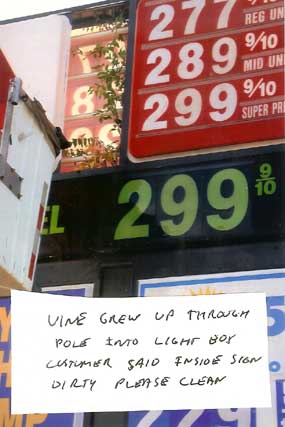 277
REG UN
289 9/10
MID UN
299 9/10
SUPER PR
EL 299 9/10
VINE GREW UP THROUGH
POLE INTO LIGHT BOX
CUSTOMER SAID INSIDE SIGN
DIRTY PLEASE CLEAN